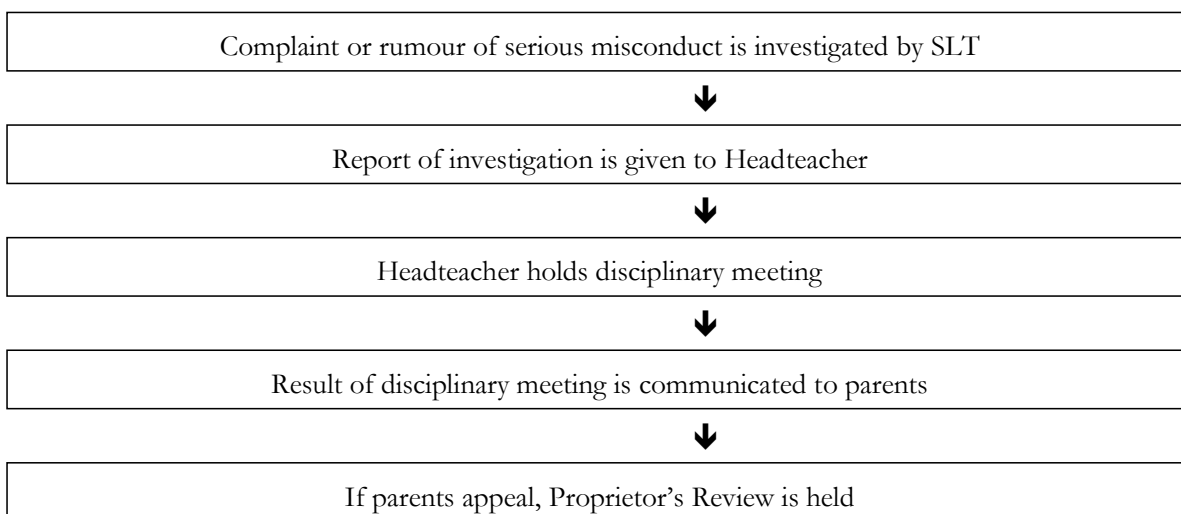 Complaint or rumour of serious misconduct is investigated by SLT
Report of investigation is given to Headteacher
Headteacher holds disciplinary meeting
Result of disciplinary meeting is communicated to parents
If parents appeal, Proprietor’s Review is held